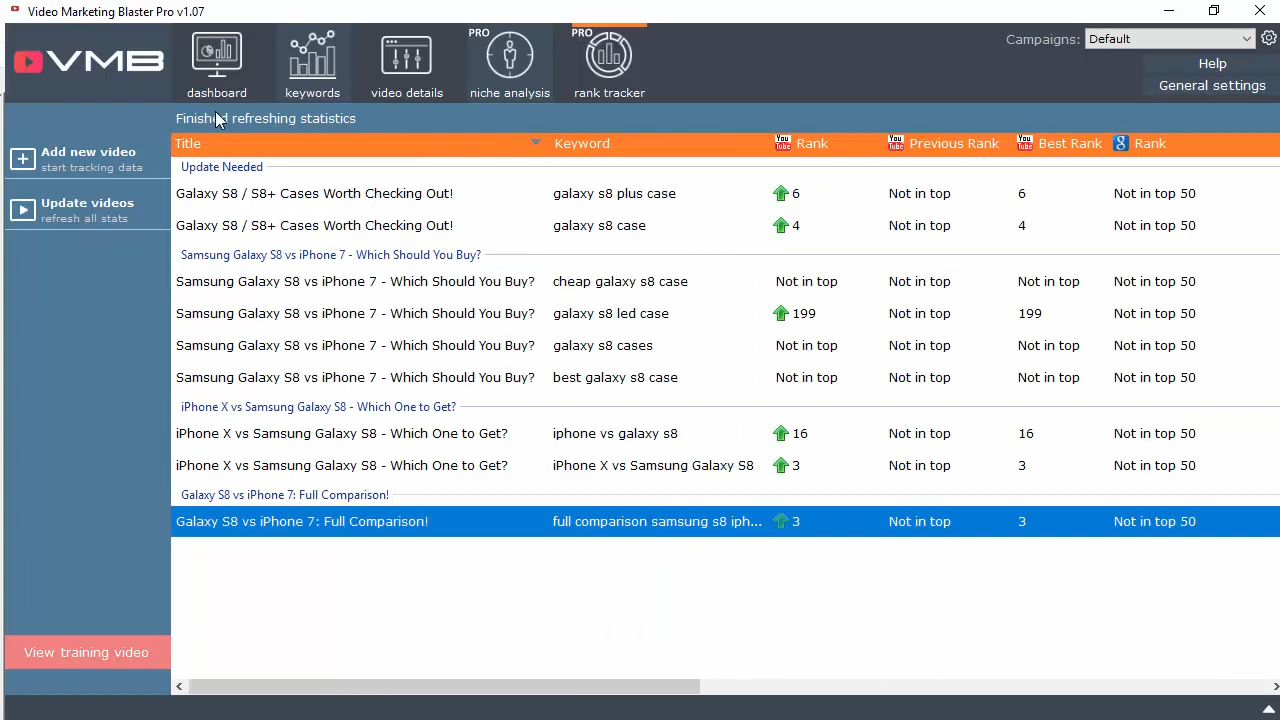 Video Marketing Blaster Pro v1.07
VMB
dashboard
keywords
video details
PRO
niche analysis
PRO
rank tracker
Campaigns: Default
Help
General settings
Add new video
start tracking data
Update videos
refresh all stats
View training video
Finished refreshing statistics
Title Keyword You Tube Rank You Tube Previous Rank You Tube Best Rank g Rank
Update Needed
Galaxy S8 / S8+ Cases Worth Checking Out! galaxy s8 plus case 6 Not in top 6 Not in top 50
Galaxy S8 / S8+ Cases Worth Checking Out! galaxy s8 case 4 Not in top 4 Not in top 50
Samsung Galaxy S8 vs iPhone 7 - Which Should You Buy?
Samsung Galaxy S8 vs iPhone 7 - Which Should You Buy? cheap galaxy s8 case Not in top Not in top Not in top Not in top 50
Samsung Galaxy S8 vs iPhone 7 - Which Should You Buy? galaxy s8 led case 199 Not in top 199 Not in top 50
Samsung Galaxy S8 vs iPhone 7 - Which Should You Buy? galaxy s8 cases Not in top Not in top Not in top Not in top 50
Samsung Galaxy S8 vs iPhone 7 - Which Should You Buy? best galaxy s8 case Not in top Not in top Not in top Not in top 50
iPhone X vs Samsung Galaxy S8 - Which One to Get?
iPhone X vs Samsung Galaxy S8 - Which One to Get? iphone vs galaxy s8 16 Not in top 16 Not in top 50
iPhone X vs Samsung Galaxy S8 - Which One to Get? iPhone X vs Samsung Galaxy S8 3 Not in top 3 Not in top 50
Galaxy S8 vs iPhone 7: Full Comparison!
Galaxy S8 vs iPhone 7: Full Comparison! full comparison samsung s8 iph... 3 Not in top 3 Not in top 50